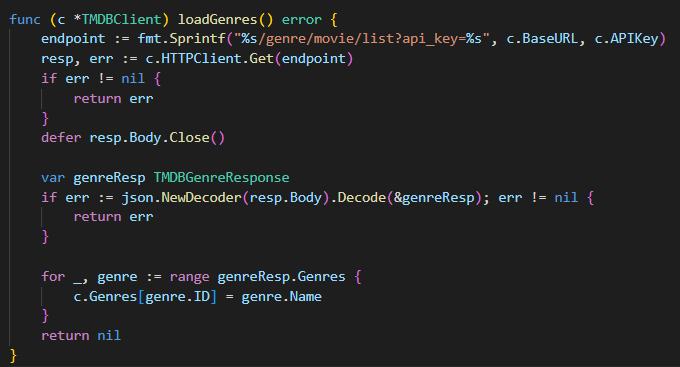 func (c *TMDBClient) loadGenres() error {
    endpoint := fmt.Sprintf("%s/genre/movie/list?api_key=%s", c.BaseURL, c.APIKey)
    resp, err := c.HTTPClient.Get(endpoint)
    if err != nil {
        return err
    }
    defer resp.Body.Close()

    var genreResp TMDBGenreResponse
    if err := json.NewDecoder(resp.Body).Decode(&genreResp); err != nil {
        return err
    }

    for _, genre := range genreResp.Genres {
        c.Genres[genre.ID] = genre.Name
    }
    return nil
}